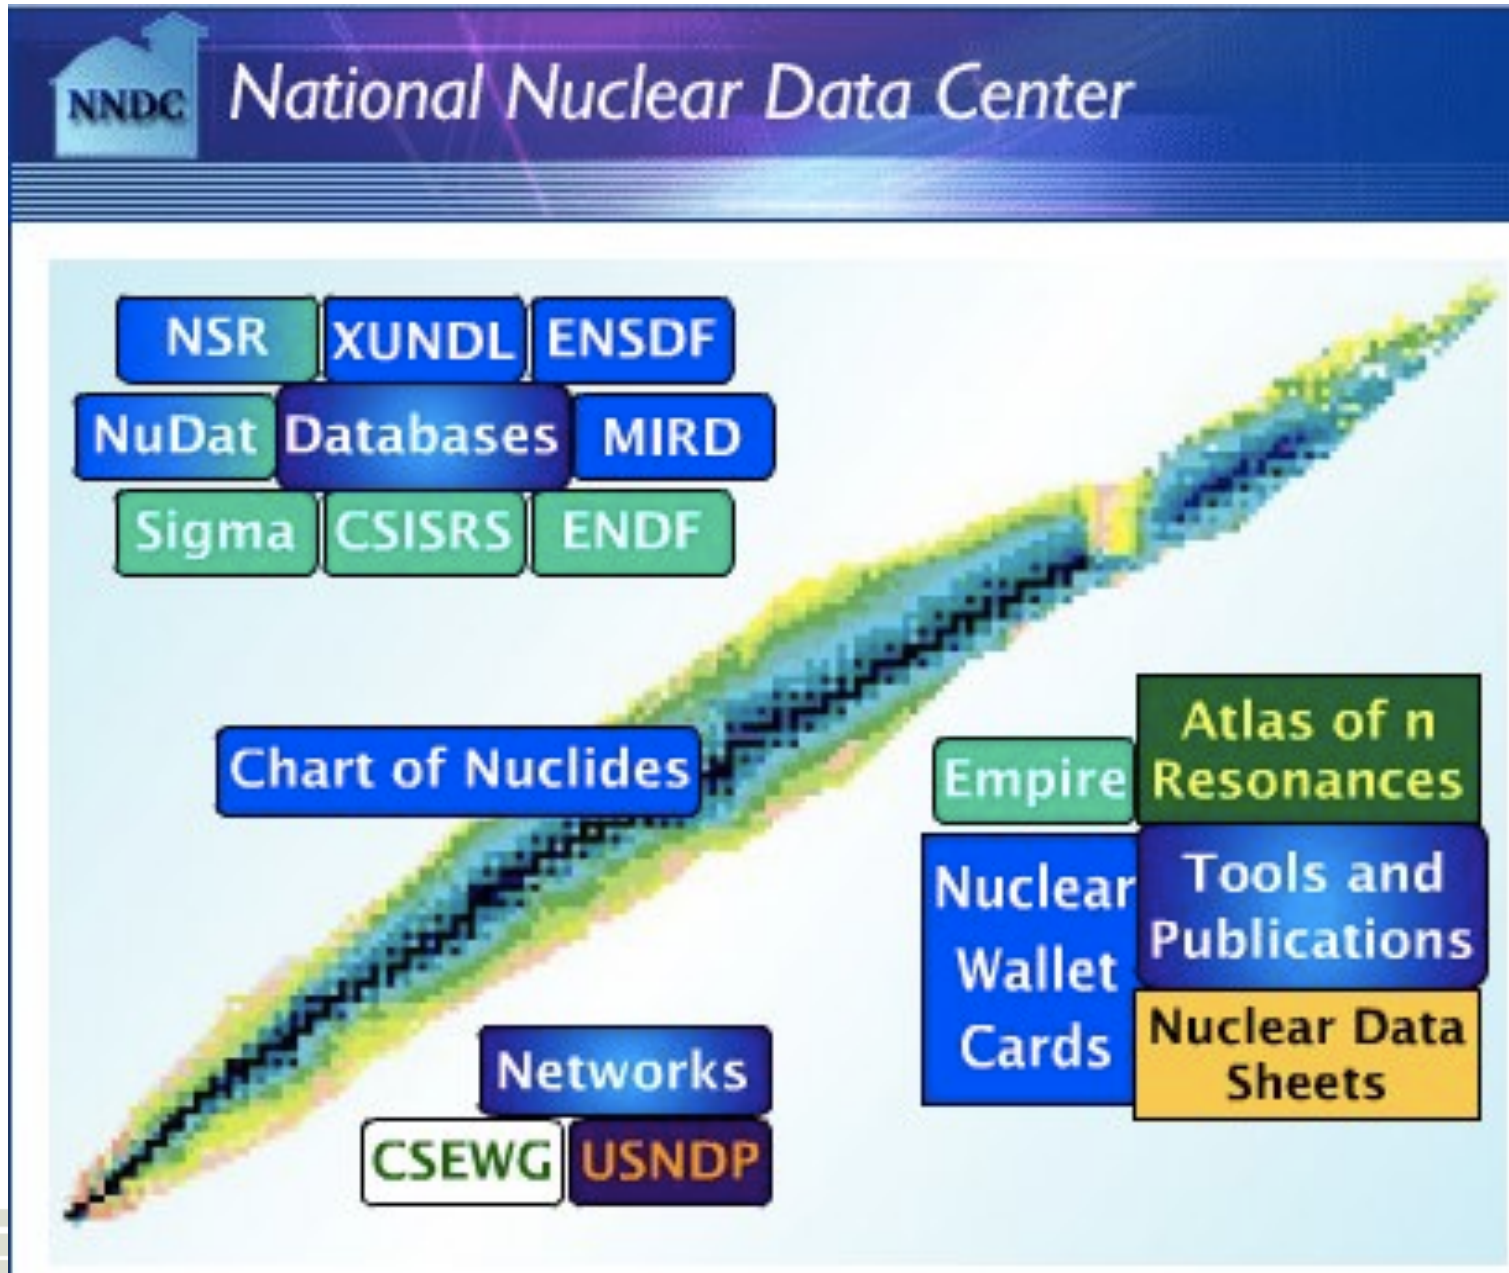 NNDC National Nuclear Data Center
NSR XUNDL ENSDF
NuDat Databases MIRD
Sigma CSISRS ENDF
Chart of Nuclides
Empire
Atlas of n
Resonances
Nuclear
Wallet
Cards
Tools and
Publications
Nuclear Data
Sheets
Networks
CSEWG USNDP